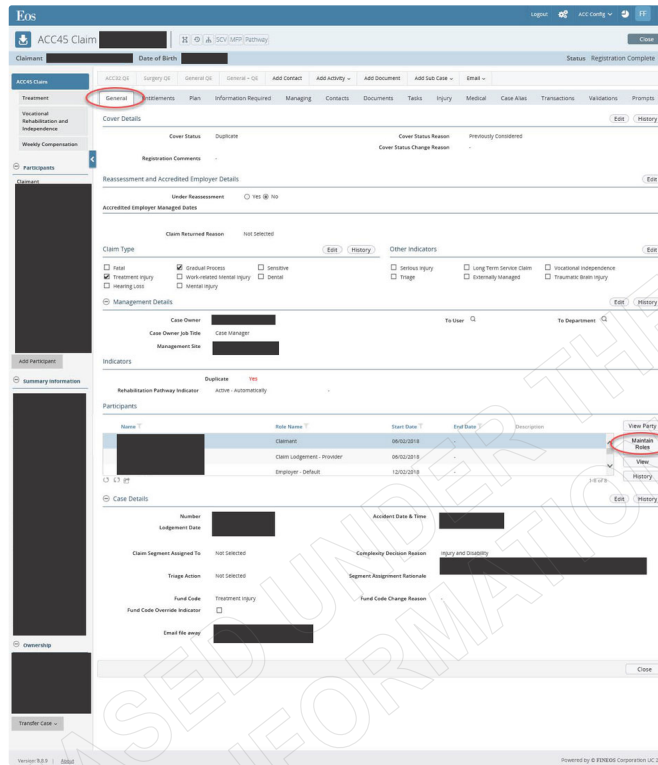 Eos Logout ACC Config FF
ACC45 Claim SCV MFP Pathway Close
Claimant Date of Birth Status Registration Complete
ACC45 Claim
ACC32 QE Surgery QE General QE General - QE Add Contact Add Activity Add Document Add Sub Case Email
Treatment
Vocational Rehabilitation and Independence
Weekly Compensation
General Entitlements Plan Information Required Managing Contacts Documents Tasks Injury Medical Case Alias Transactions Validations Prompts
Cover Details Edit History
Cover Status Duplicate Cover Status Reason Previously Considered
Cover Status Change Reason -
Registration Comments -
Participants
Claimant
Add Participant
Summary Information
Ownership
Transfer Case
Reassessment and Accredited Employer Details Edit
Under Reassessment Yes No
Accredited Employer Managed Dates
Claim Returned Reason Not Selected
Claim Type Edit History Other Indicators Edit
Fatal Gradual Process Sensitive Serious Injury Long Term Service Claim Vocational Independence
Treatment Injury Work-related Mental Injury Dental Triage Externally Managed Traumatic Brain Injury
Hearing Loss Mental Injury
Management Details Edit History
Case Owner To User To Department
Case Owner Job Title Case Manager
Management Site
Indicators
Duplicate Yes
Rehabilitation Pathway Indicator Active - Automatically -
Participants
Name Role Name Start Date End Date Description View Party
Claimant 06/02/2018 - Maintain Roles
Claim Lodgement - Provider 06/02/2018 - View
Employer - Default 12/02/2018 - History
Case Details Edit History
Number Accident Date & Time
Lodgement Date
Claim Segment Assigned To Not Selected Complexity Decision Reason Injury and Disability
Triage Action Not Selected Segment Assignment Rationale
Fund Code Treatment Injury Fund Code Change Reason -
Fund Code Override Indicator
Email file away
Close
Version 9.8.9 | About Powered by © FINEOS Corporation UC